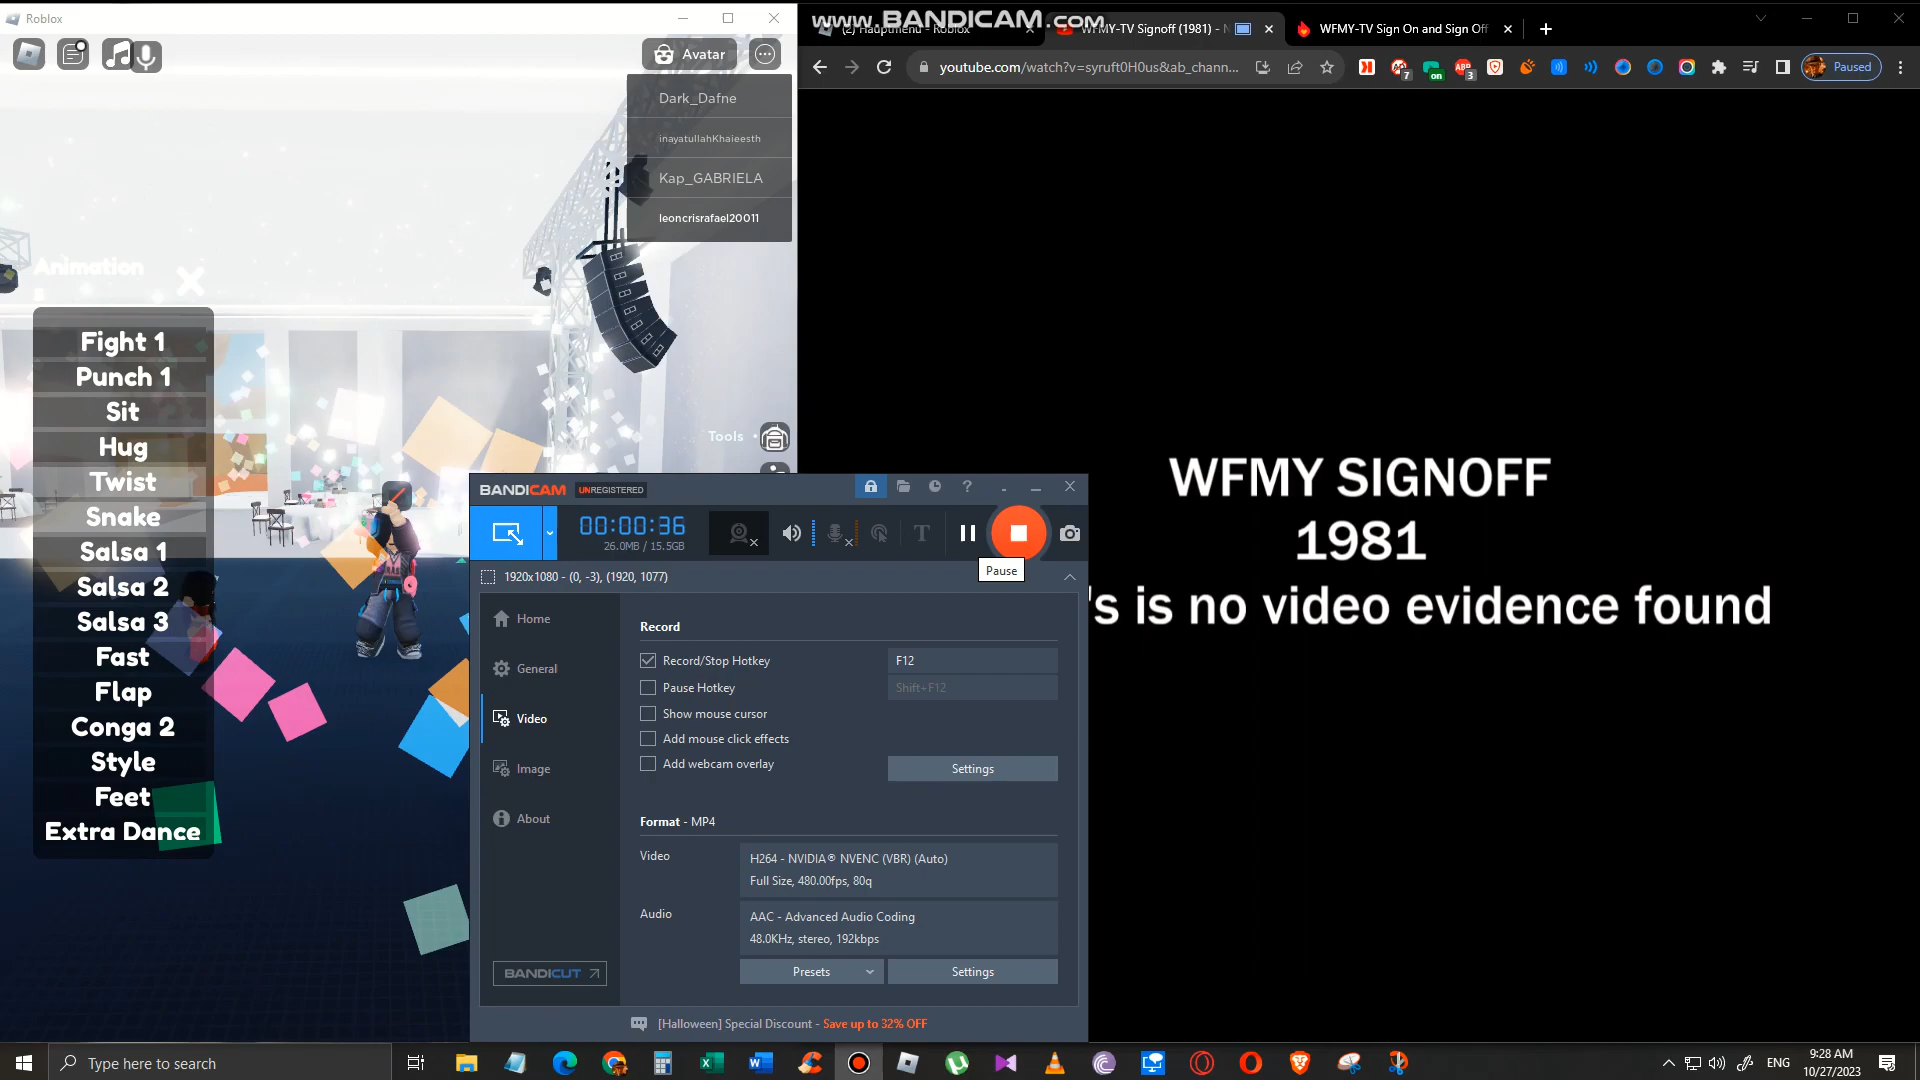 Roblox
Avatar
Dark_Dafne
inayatullahKhaieesth
Kap_GABRIELA
leoncrisrafael20011
Animation
Fight 1
Punch 1
Sit
Hug
Twist
Snake
Salsa 1
Salsa 2
Salsa 3
Fast
Flap
Conga 2
Style
Feet
Extra Dance
Tools
www.BANDICAM.com
(2) Hauptmenü - Roblox
WFMY-TV Signoff (1981) - N
WFMY-TV Sign On and Sign Off
youtube.com/watch?v=syruft0H0us&ab_chann...
7
on
3
Paused
WFMY SIGNOFF
1981
's is no video evidence found
BANDICAM UNREGISTERED
00:00:36
26.0MB / 15.5GB
Pause
1920x1080 - (0, -3), (1920, 1077)
Home
General
Video
Image
About
BANDICUT
Record
Record/Stop Hotkey
F12
Pause Hotkey
Shift+F12
Show mouse cursor
Add mouse click effects
Add webcam overlay
Settings
Format - MP4
Video
H264 - NVIDIA® NVENC (VBR) (Auto)
Full Size, 480.00fps, 80q
Audio
AAC - Advanced Audio Coding
48.0KHz, stereo, 192kbps
Presets
Settings
[Halloween] Special Discount - Save up to 32% OFF
Type here to search
ENG
9:28 AM
10/27/2023